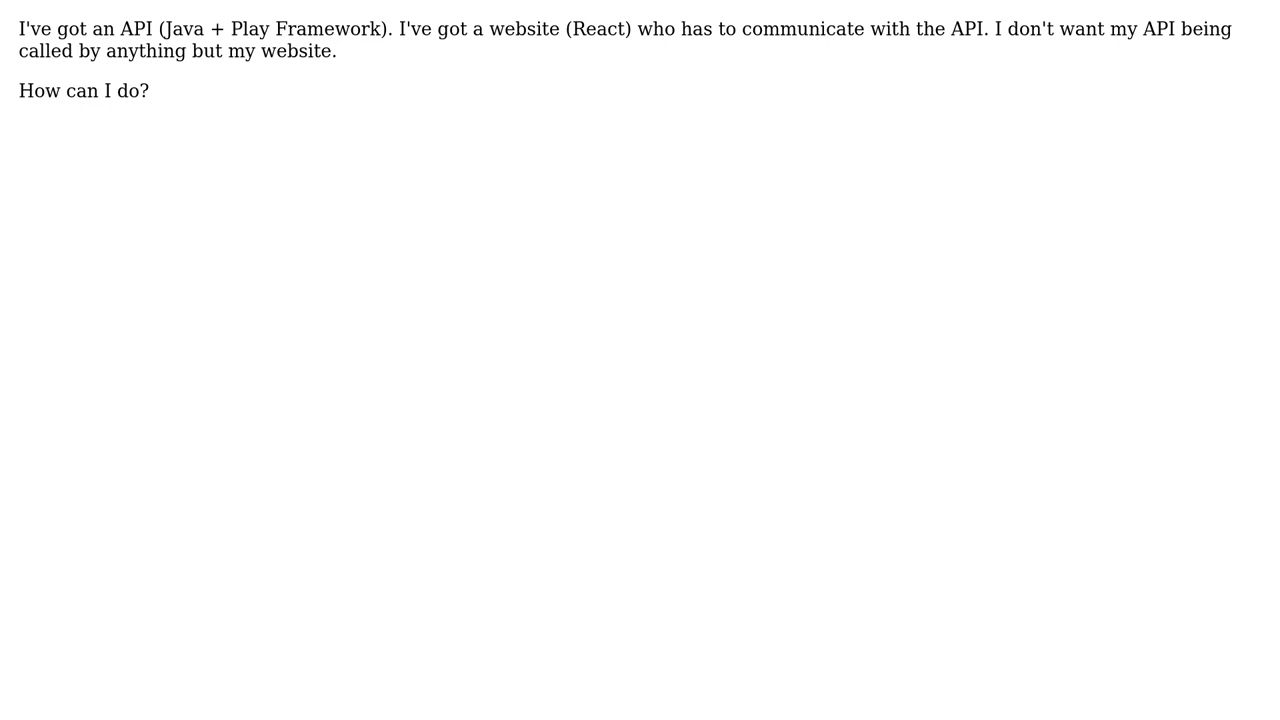 I've got an API (Java + Play Framework). I've got a website (React) who has to communicate with the API. I don't want my API being
called by anything but my website.
How can I do?